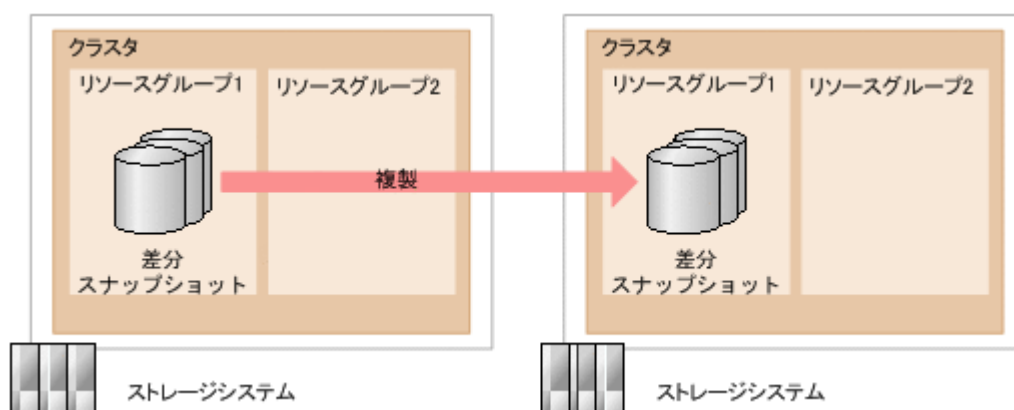 クラスタ
リソースグループ1
リソースグループ2
差分
スナップショット
複製
クラスタ
リソースグループ1
リソースグループ2
差分
スナップショット
ストレージシステム
ストレージシステム